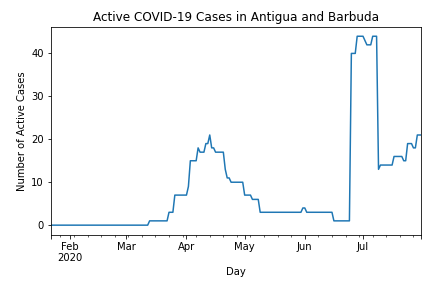 Active COVID-19 Cases in Antigua and Barbuda
Number of Active Cases
40
30
20
10
0
Feb
2020
Mar
Apr
May
Jun
Jul
Day